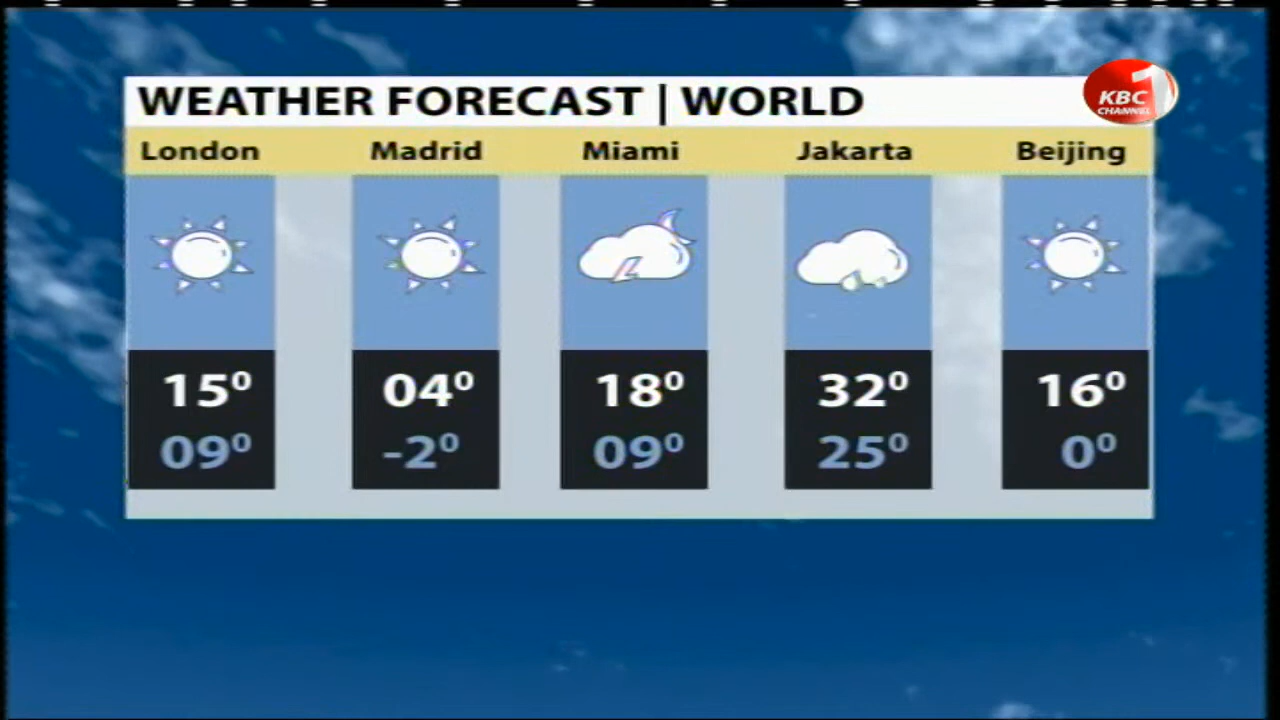 WEATHER FORECAST | WORLD
KBC 1
CHANNEL
London Madrid Miami Jakarta Beijing
15⁰ 04⁰ 18⁰ 32⁰ 16⁰
09⁰ -2⁰ 09⁰ 25⁰ 0⁰